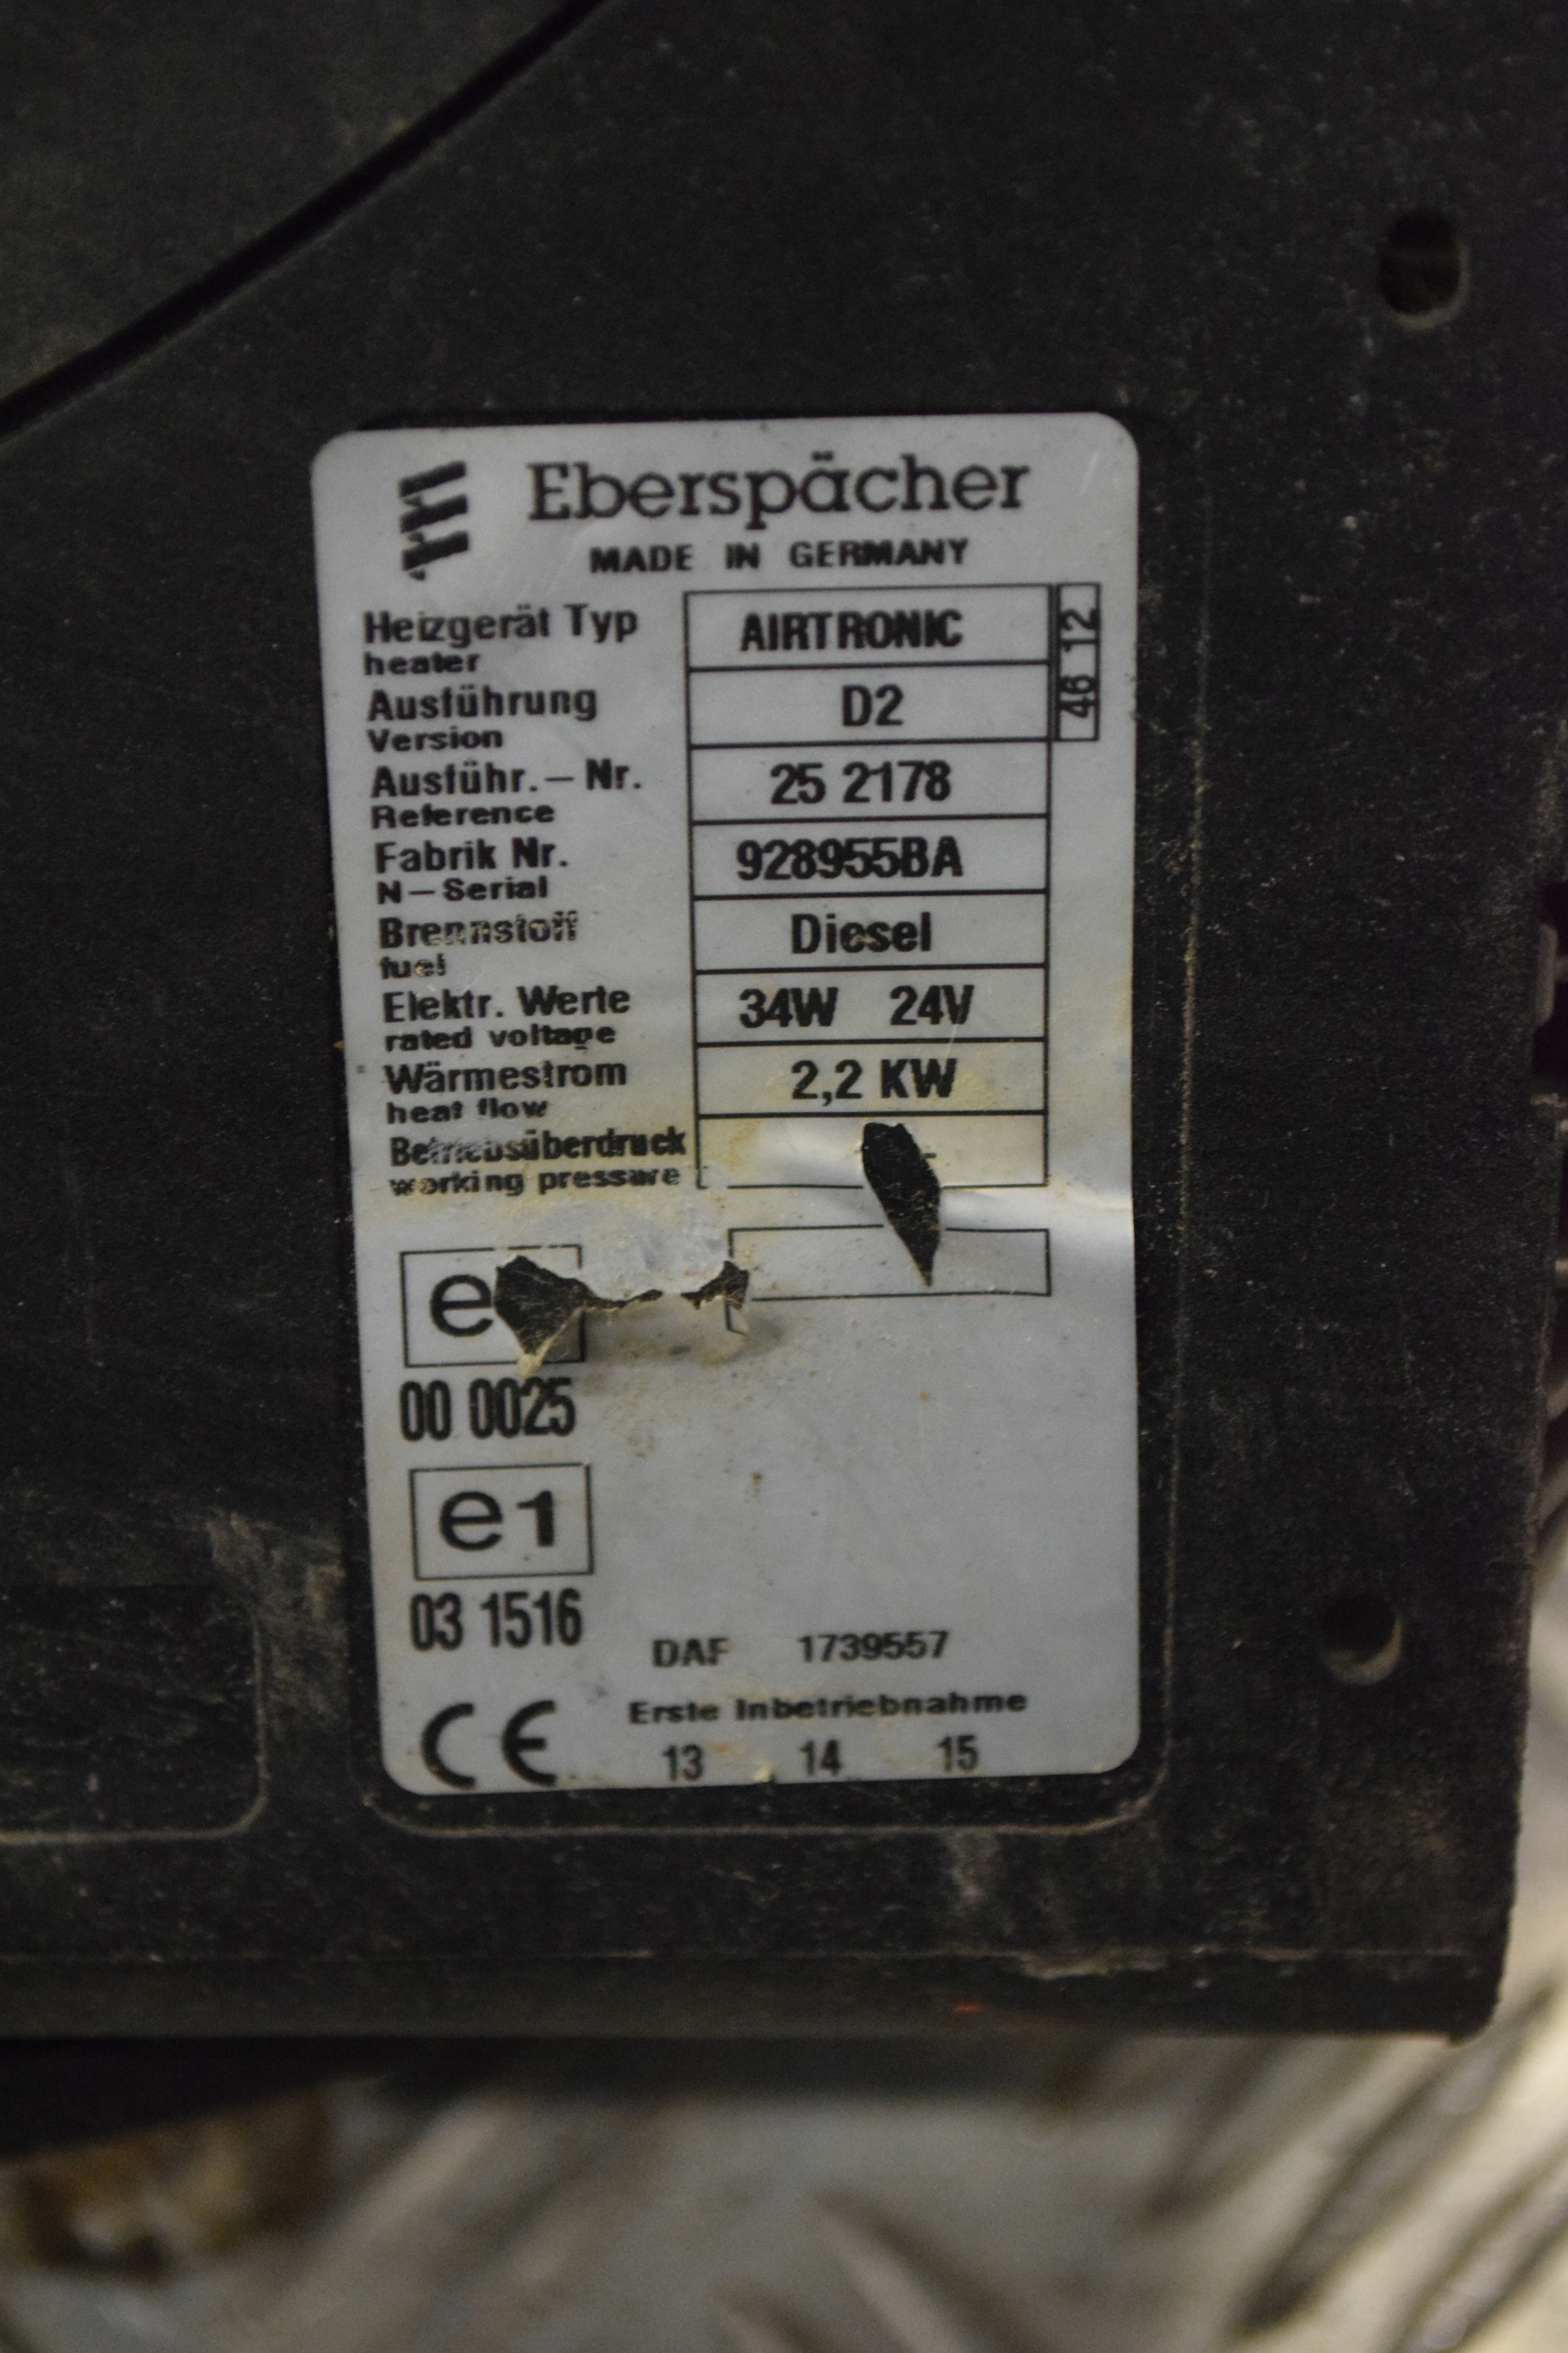 Eberspächer
MADE IN GERMANY
Heizgerät Typ AIRTRONIC
heater
46 12
Ausführung D2
Version
Ausführ.–Nr. 25 2178
Reference
Fabrik Nr. 928955BA
N–Serial
Brennstoff Diesel
fuel
Elektr. Werte 34W 24V
rated voltage
Wärmestrom 2,2 KW
heat flow
Betriebsüberdruck
working pressure
e
00 0025
e1
03 1516
DAF 1739557
CE
Erste Inbetriebnahme
13 14 15